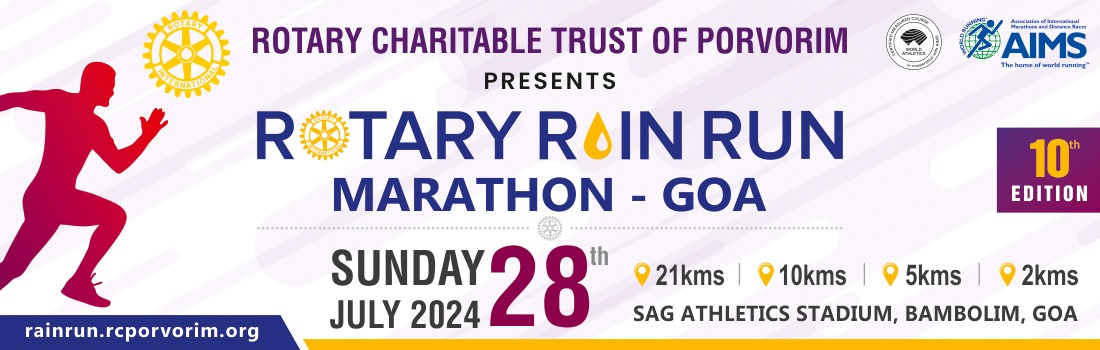 ROTARY CHARITABLE TRUST OF PORVORIM
PRESENTS
ROTARY RAIN RUN
MARATHON - GOA
SUNDAY 28th
JULY 2024
21kms | 10kms | 5kms | 2kms
SAG ATHLETICS STADIUM, BAMBOLIM, GOA
10th
EDITION
rainrun.rcporvorim.org
ROTARY
INTERNATIONAL
WORLD
ATHLETICS
WORLD RUNNING
Association of International
Marathons and Distance Races
AIMS
The home of world running™